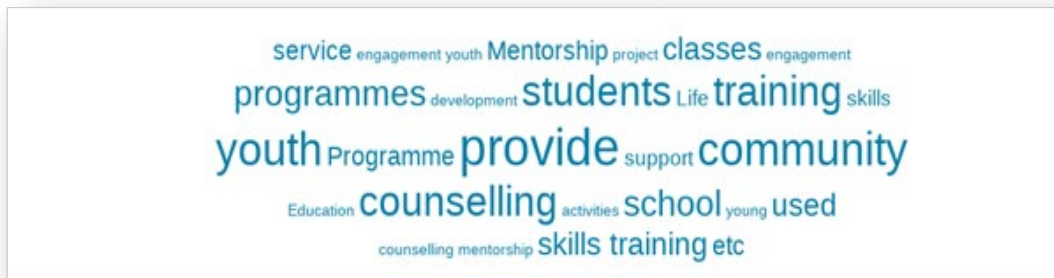 service engagement youth Mentorship project classes engagement
programmes development students Life training skills
youth Programme provide support community
Education counselling activities school young used
counselling mentorship skills training etc